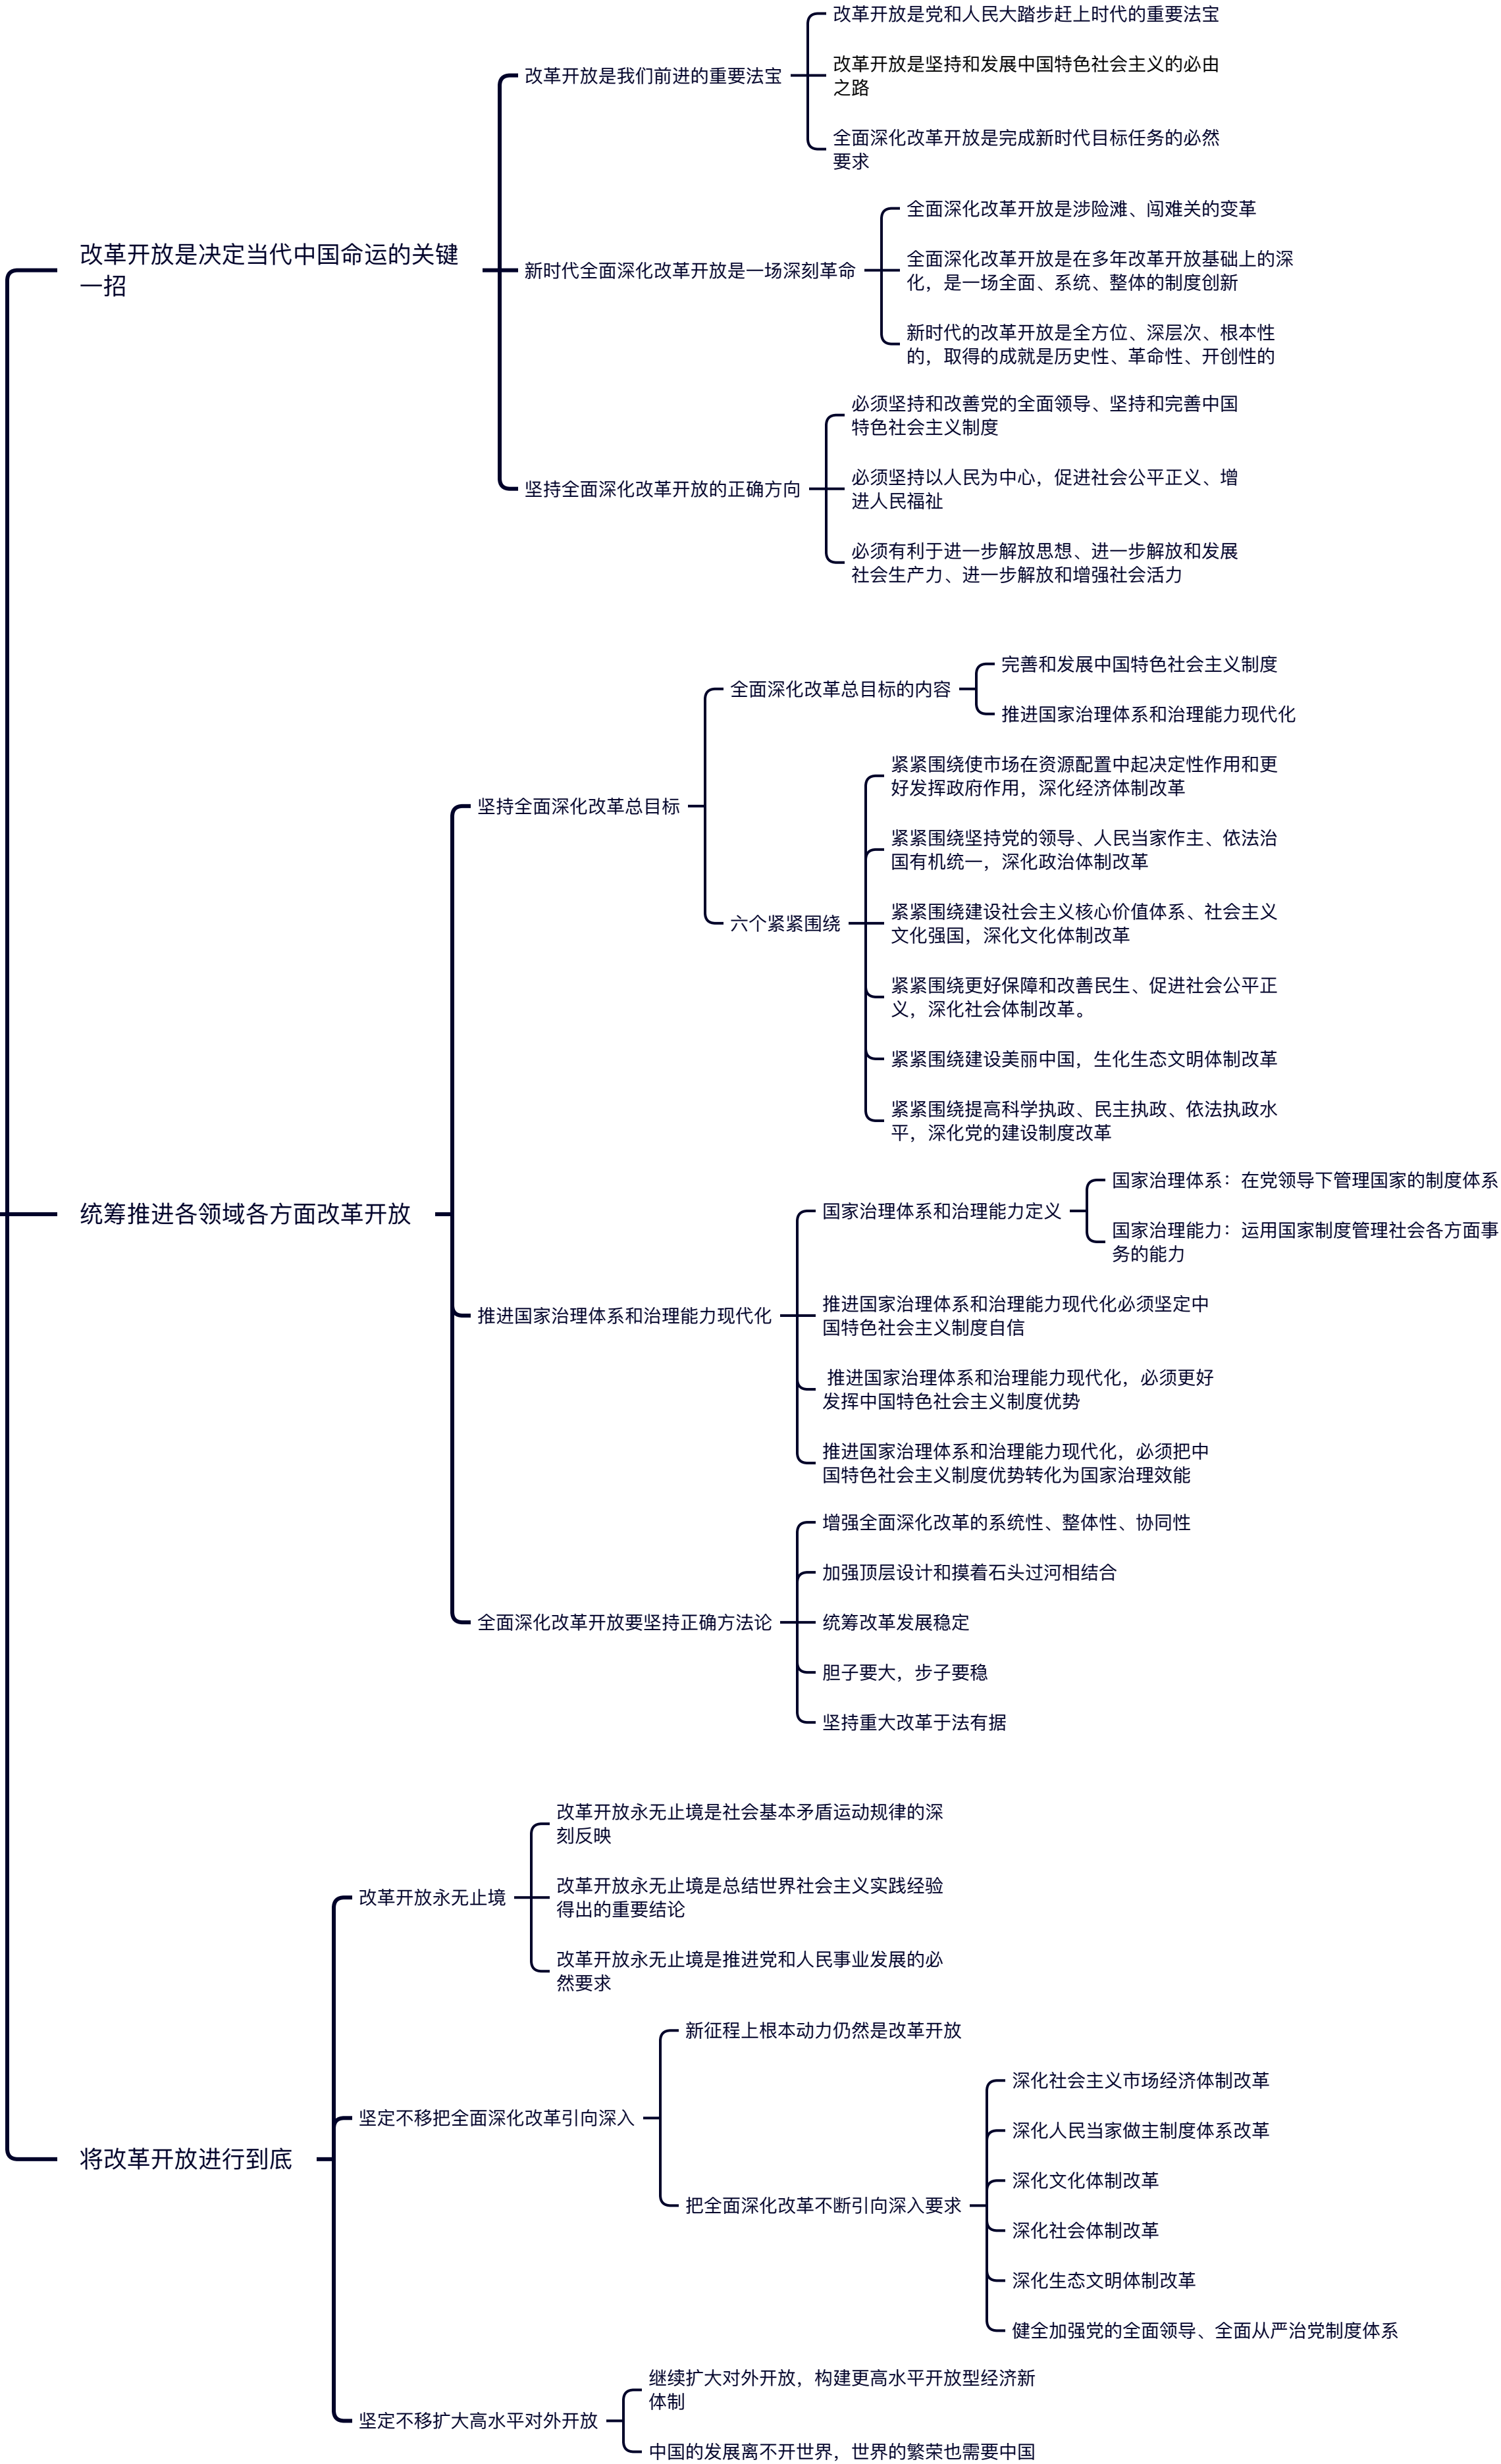 改革开放是决定当代中国命运的关键
一招
改革开放是我们前进的重要法宝
改革开放是党和人民大踏步赶上时代的重要法宝
改革开放是坚持和发展中国特色社会主义的必由
之路
全面深化改革开放是完成新时代目标任务的必然
要求
新时代全面深化改革开放是一场深刻革命
全面深化改革开放是涉险滩、闯难关的变革
全面深化改革开放是在多年改革开放基础上的深
化，是一场全面、系统、整体的制度创新
新时代的改革开放是全方位、深层次、根本性
的，取得的成就是历史性、革命性、开创性的
坚持全面深化改革开放的正确方向
必须坚持和改善党的全面领导、坚持和完善中国
特色社会主义制度
必须坚持以人民为中心，促进社会公平正义、增
进人民福祉
必须有利于进一步解放思想、进一步解放和发展
社会生产力、进一步解放和增强社会活力
统筹推进各领域各方面改革开放
坚持全面深化改革总目标
全面深化改革总目标的内容
完善和发展中国特色社会主义制度
推进国家治理体系和治理能力现代化
六个紧紧围绕
紧紧围绕使市场在资源配置中起决定性作用和更
好发挥政府作用，深化经济体制改革
紧紧围绕坚持党的领导、人民当家作主、依法治
国有机统一，深化政治体制改革
紧紧围绕建设社会主义核心价值体系、社会主义
文化强国，深化文化体制改革
紧紧围绕更好保障和改善民生、促进社会公平正
义，深化社会体制改革。
紧紧围绕建设美丽中国，生化生态文明体制改革
紧紧围绕提高科学执政、民主执政、依法执政水
平，深化党的建设制度改革
推进国家治理体系和治理能力现代化
国家治理体系和治理能力定义
国家治理体系：在党领导下管理国家的制度体系
国家治理能力：运用国家制度管理社会各方面事
务的能力
推进国家治理体系和治理能力现代化必须坚定中
国特色社会主义制度自信
推进国家治理体系和治理能力现代化，必须更好
发挥中国特色社会主义制度优势
推进国家治理体系和治理能力现代化，必须把中
国特色社会主义制度优势转化为国家治理效能
全面深化改革开放要坚持正确方法论
增强全面深化改革的系统性、整体性、协同性
加强顶层设计和摸着石头过河相结合
统筹改革发展稳定
胆子要大，步子要稳
坚持重大改革于法有据
将改革开放进行到底
改革开放永无止境
改革开放永无止境是社会基本矛盾运动规律的深
刻反映
改革开放永无止境是总结世界社会主义实践经验
得出的重要结论
改革开放永无止境是推进党和人民事业发展的必
然要求
坚定不移把全面深化改革引向深入
新征程上根本动力仍然是改革开放
把全面深化改革不断引向深入要求
深化社会主义市场经济体制改革
深化人民当家做主制度体系改革
深化文化体制改革
深化社会体制改革
深化生态文明体制改革
健全加强党的全面领导、全面从严治党制度体系
坚定不移扩大高水平对外开放
继续扩大对外开放，构建更高水平开放型经济新
体制
中国的发展离不开世界，世界的繁荣也需要中国